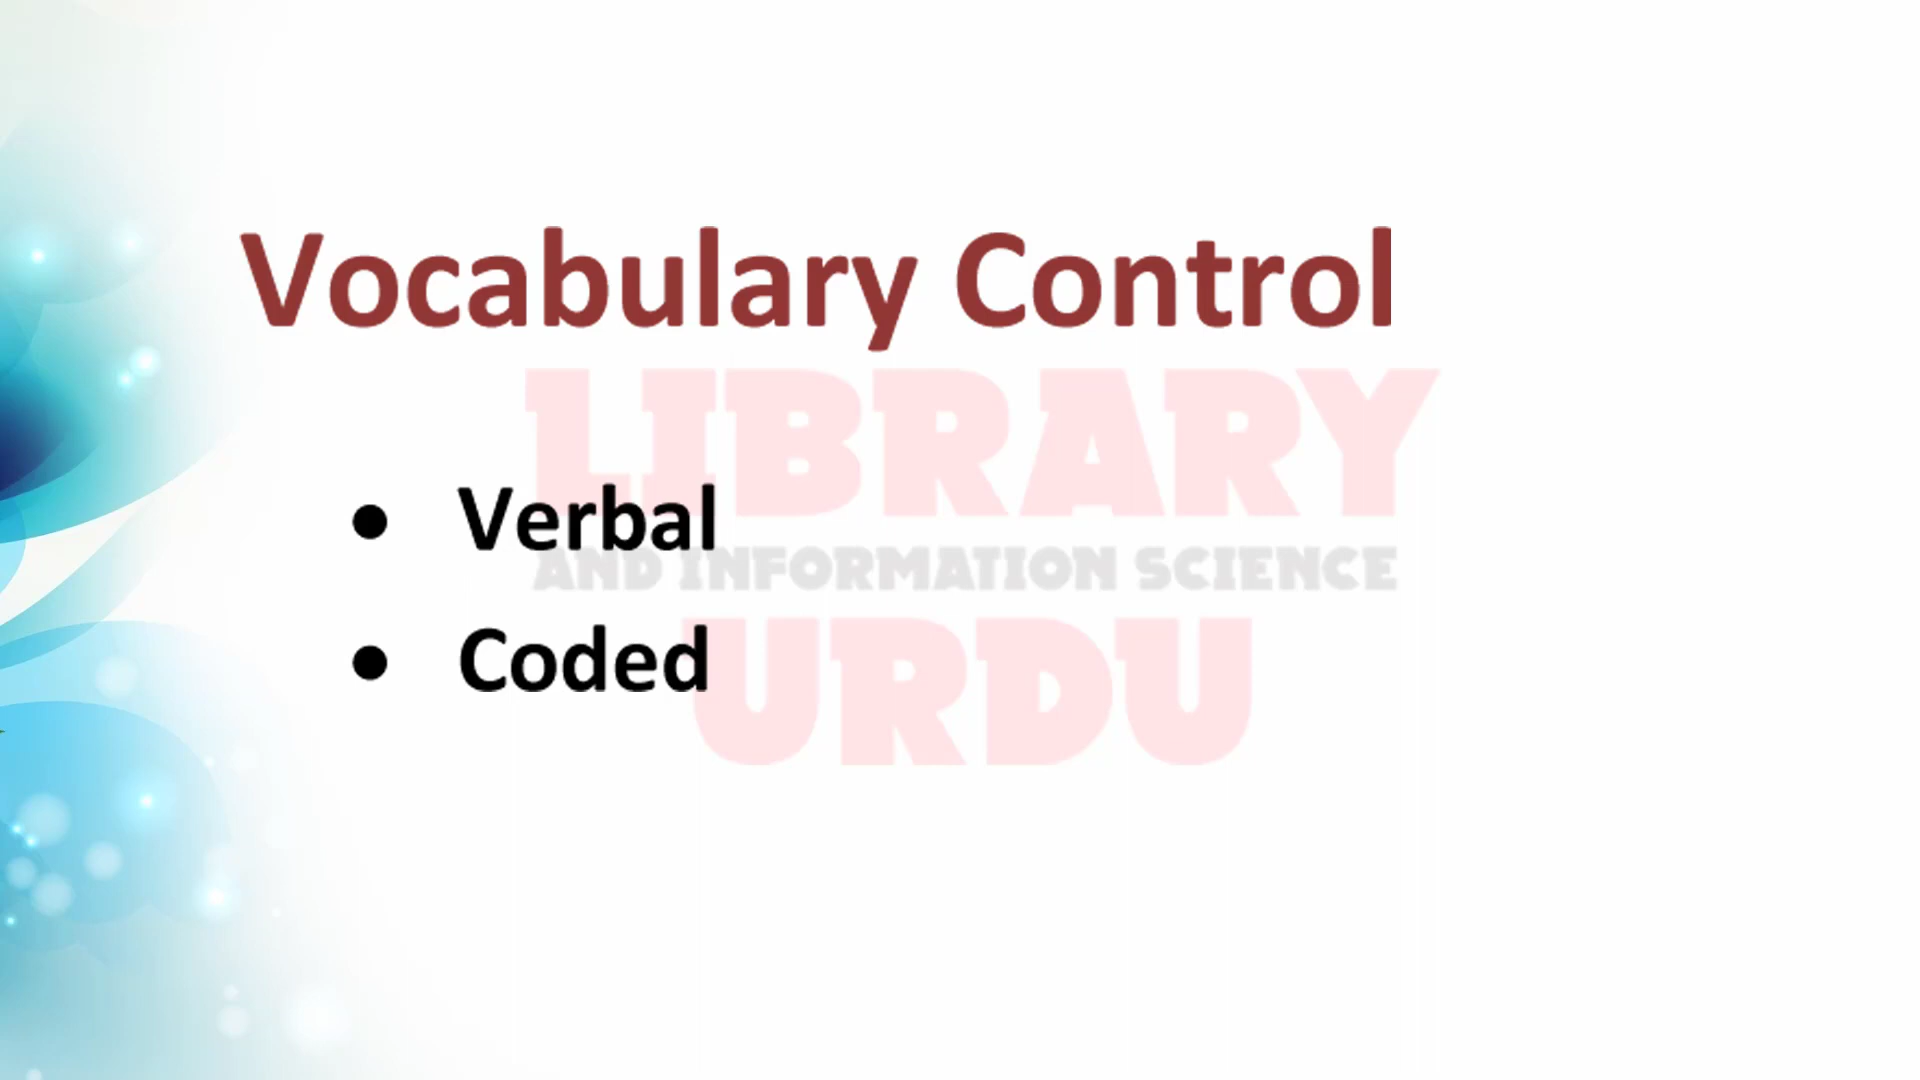 Vocabulary Control
LIBRARY
• Verbal
AND INFORMATION SCIENCE
• Coded
URDU